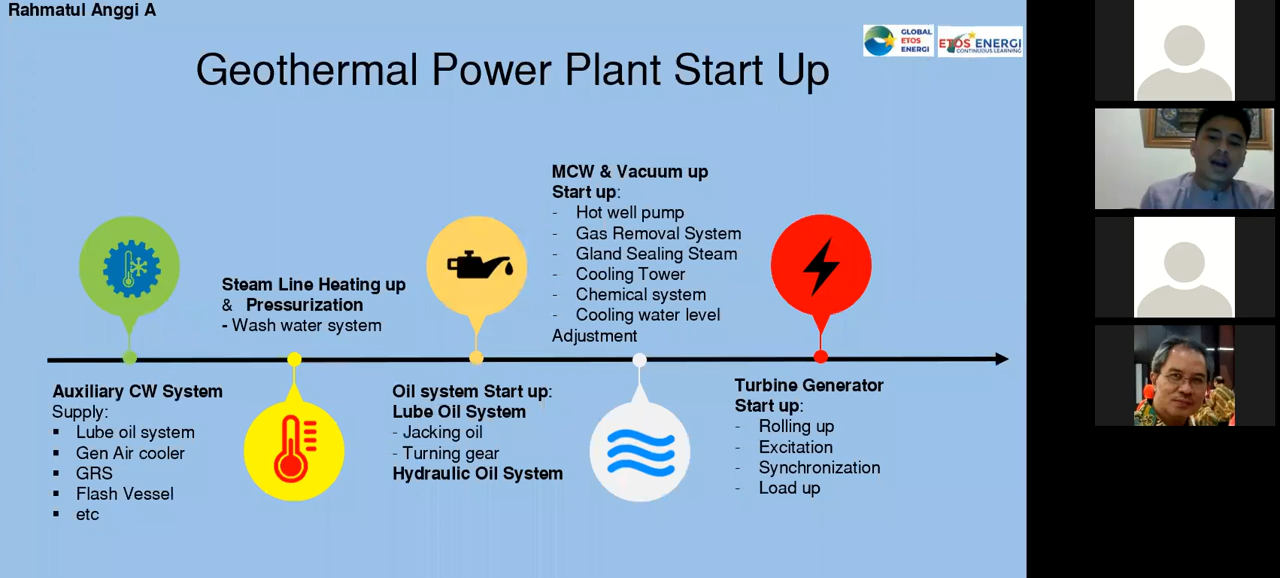 Rahmatul Anggi A
GLOBAL
ETOS
ENERGI
ETOS ENERGI
CONTINUOUS LEARNING
Geothermal Power Plant Start Up
Auxiliary CW System
Supply:
▪ Lube oil system
▪ Gen Air cooler
▪ GRS
▪ Flash Vessel
▪ etc
Steam Line Heating up
& Pressurization
- Wash water system
Oil system Start up:
Lube Oil System
- Jacking oil
- Turning gear
Hydraulic Oil System
MCW & Vacuum up
Start up:
- Hot well pump
- Gas Removal System
- Gland Sealing Steam
- Cooling Tower
- Chemical system
- Cooling water level
Adjustment
Turbine Generator
Start up:
- Rolling up
- Excitation
- Synchronization
- Load up